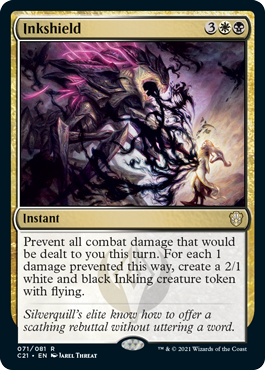 Inkshield 3
Instant
Prevent all combat damage that would
be dealt to you this turn. For each 1
damage prevented this way, create a 2/1
white and black Inkling creature token
with flying.
Silverquill's elite know how to offer a
scathing rebuttal without uttering a word.
071/081 R
C21 • EN JAREL THREAT ™ & © 2021 Wizards of the Coast